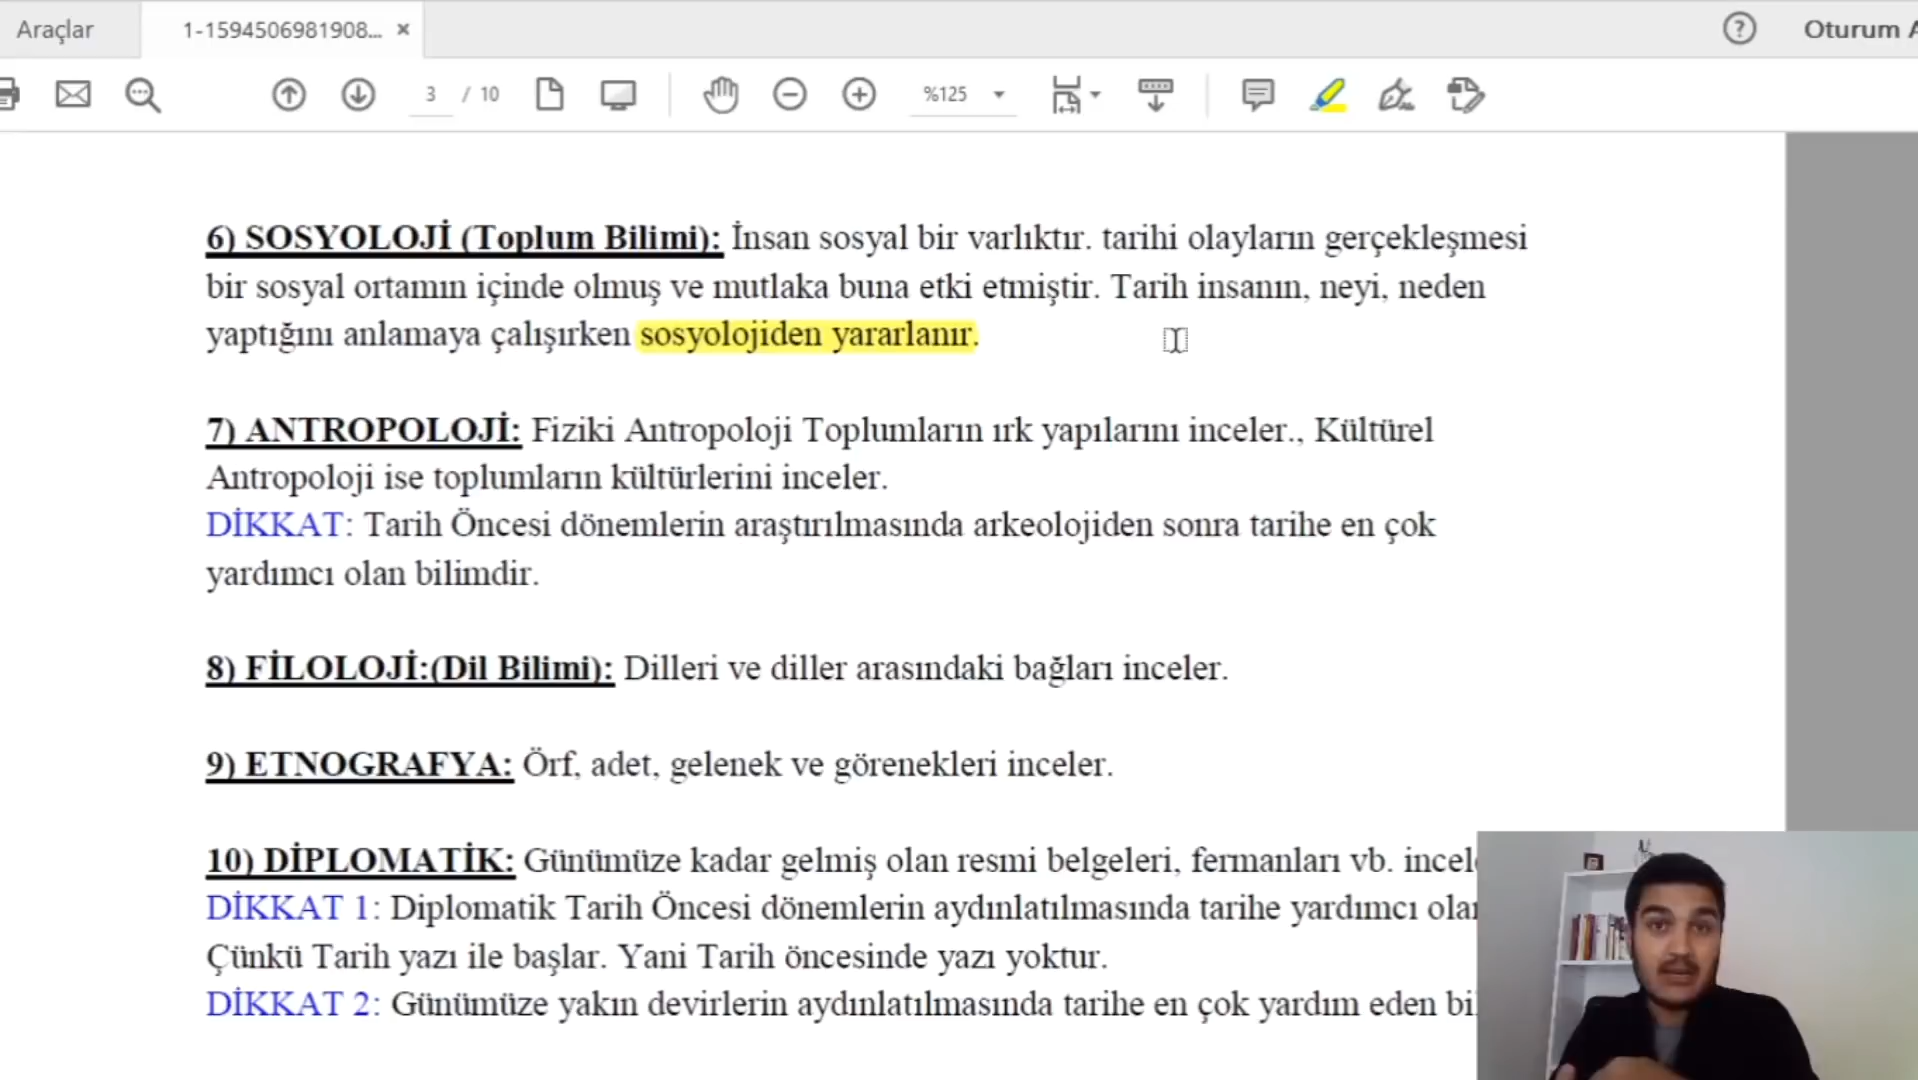 Araçlar
1-1594506981908...
Oturum A
3 / 10
%125
6) SOSYOLOJİ (Toplum Bilimi): İnsan sosyal bir varlıktır. tarihi olayların gerçekleşmesi
bir sosyal ortamın içinde olmuş ve mutlaka buna etki etmiştir. Tarih insanın, neyi, neden
yaptığını anlamaya çalışırken sosyolojiden yararlanır.
7) ANTROPOLOJİ: Fiziki Antropoloji Toplumların ırk yapılarını inceler., Kültürel
Antropoloji ise toplumların kültürlerini inceler.
DİKKAT: Tarih Öncesi dönemlerin araştırılmasında arkeolojiden sonra tarihe en çok
yardımcı olan bilimdir.
8) FİLOLOJİ:(Dil Bilimi): Dilleri ve diller arasındaki bağları inceler.
9) ETNOGRAFYA: Örf, adet, gelenek ve görenekleri inceler.
10) DİPLOMATİK: Günümüze kadar gelmiş olan resmi belgeleri, fermanları vb.
DİKKAT 1: Diplomatik Tarih Öncesi dönemlerin aydınlatılmasında tarihe yardımcı
Çünkü Tarih yazı ile başlar. Yani Tarih öncesinde yazı yoktur.
DİKKAT 2: Günümüze yakın devirlerin aydınlatılmasında tarihe en çok yardım eden